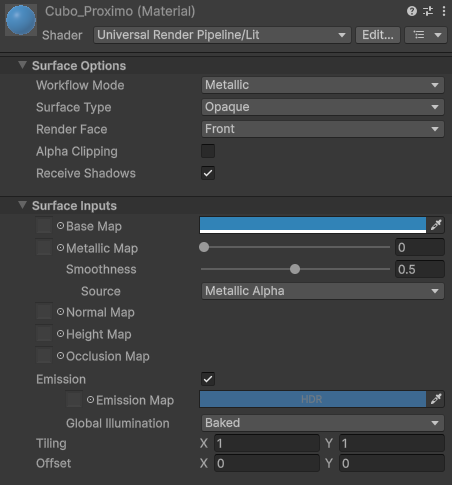 Cubo_Proximo (Material)
Shader Universal Render Pipeline/Lit Edit...
Surface Options
Workflow Mode Metallic
Surface Type Opaque
Render Face Front
Alpha Clipping
Receive Shadows
Surface Inputs
Base Map
Metallic Map 0
Smoothness 0.5
Source Metallic Alpha
Normal Map
Height Map
Occlusion Map
Emission
Emission Map HDR
Global Illumination Baked
Tiling X 1 Y 1
Offset X 0 Y 0